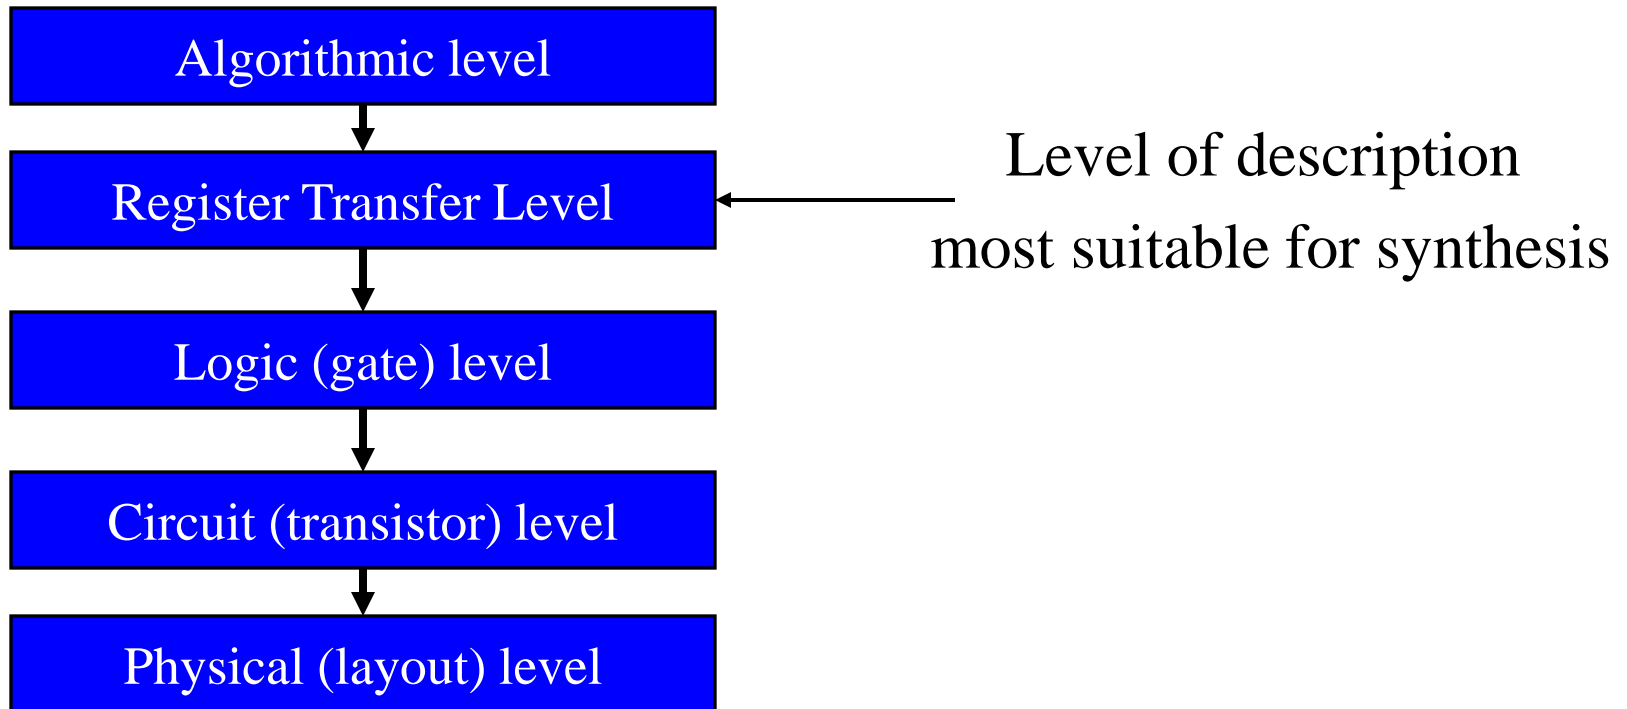 Algorithmic level
Register Transfer Level
Level of description
most suitable for synthesis
Logic (gate) level
Circuit (transistor) level
Physical (layout) level